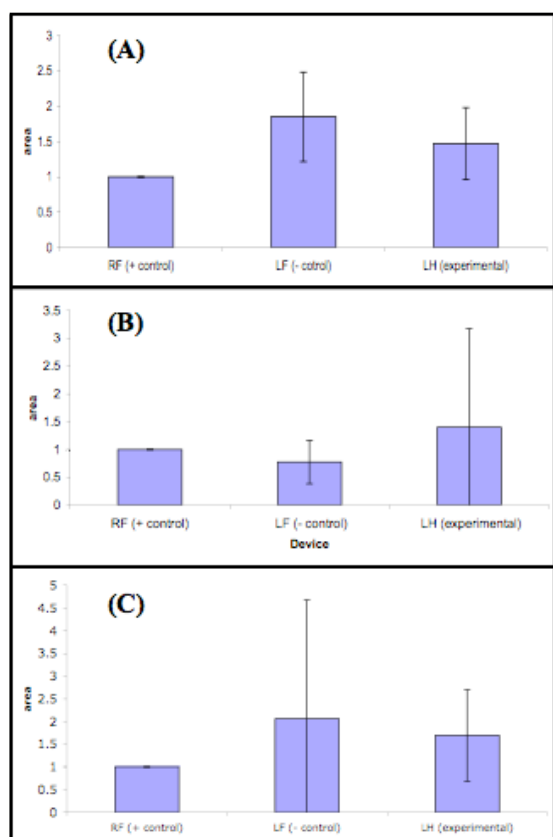 (A)
3
2.5
2
1.5
1
0.5
0
area
RF (+ control) LF (- cotrol) LH (experimental)
(B)
3.5
3
2.5
2
1.5
1
0.5
0
area
RF (+ control) LF (- control) LH (experimental)
Device
(C)
5
4.5
4
3.5
3
2.5
2
1.5
1
0.5
0
area
RF (+ control) LF (- control) LH (experimental)